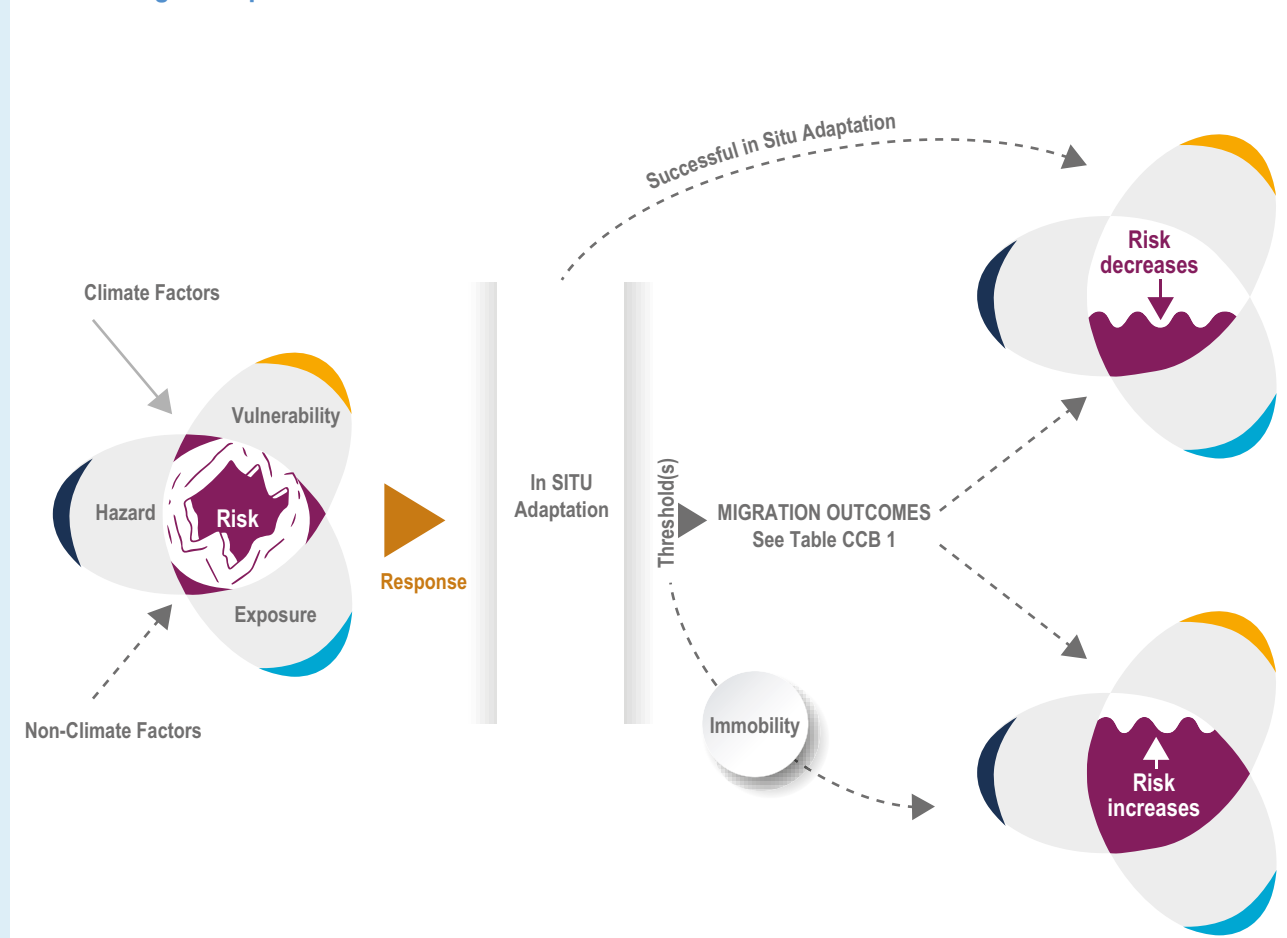 Successful in Situ Adaptation
Risk
decreases
Climate Factors
Vulnerability
Hazard
Risk
Exposure
Response
Non-Climate Factors
In SITU
Adaptation
Threshold(s)
MIGRATION OUTCOMES
See Table CCB 1
Immobility
Risk
increases